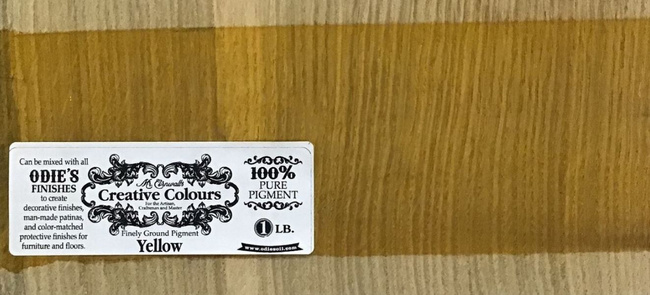 Can be mixed with all
ODIE'S
FINISHES
to create
decorative finishes,
man-made patinas,
and color-matched
protective finishes for
furniture and floors.
Mr. Cornwall's
Creative Colours
For the Artisan,
Craftsman and Master
Finely Ground Pigment
Yellow
100%
PURE
PIGMENT
1 LB.
www.odiesoil.com